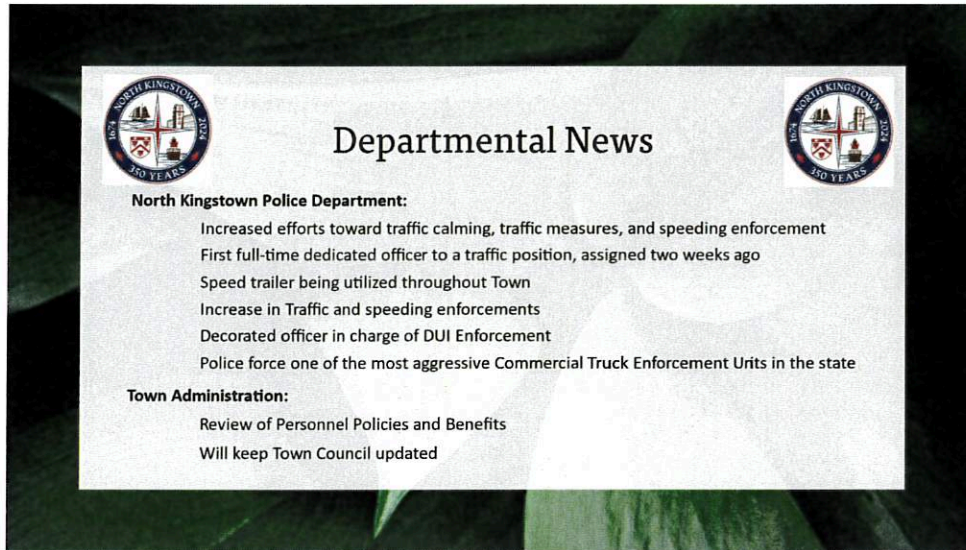 NORTH KINGSTOWN
1674 2024
350 YEARS
NORTH KINGSTOWN
1674 2024
350 YEARS
Departmental News
North Kingstown Police Department:
Increased efforts toward traffic calming, traffic measures, and speeding enforcement
First full-time dedicated officer to a traffic position, assigned two weeks ago
Speed trailer being utilized throughout Town
Increase in Traffic and speeding enforcements
Decorated officer in charge of DUI Enforcement
Police force one of the most aggressive Commercial Truck Enforcement Units in the state
Town Administration:
Review of Personnel Policies and Benefits
Will keep Town Council updated